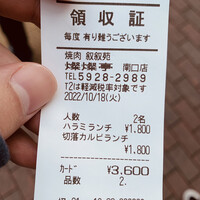 領収証
毎度 有り難うございます
焼肉 叙叙苑
燦燦亭 南口店
TEL5928-2989
T2は軽減税率対象です
2022/10/18(火)
人数 2名
ハラミランチ
¥1.800
切落カルビランチ
¥1.800
カード ¥3.600
品数 2.